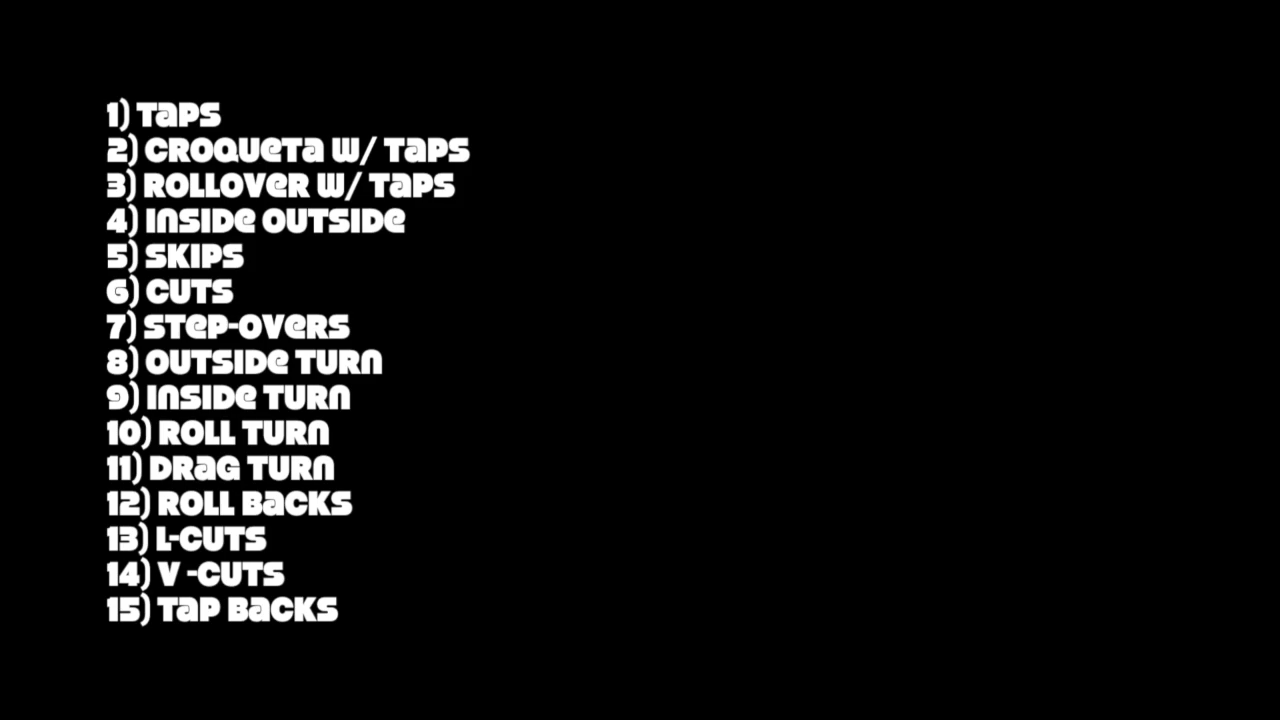 1) Taps
2) Croqueta w/ Taps
3) Rollover w/ Taps
4) Inside Outside
5) Skips
6) Cuts
7) Step-Overs
8) Outside Turn
9) Inside Turn
10) Roll Turn
11) Drag Turn
12) Roll Backs
13) L-Cuts
14) V -Cuts
15) Tap Backs